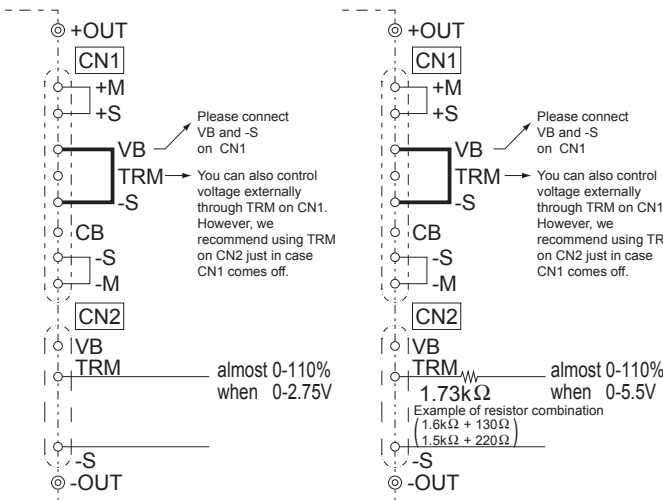 +OUT
CN1
+M
+S
VB
TRM
-S
Please connect
VB and -S
on CN1
You can also control
voltage externally
through TRM on CN1.
However, we
recommend using TRM
on CN2 just in case
CN1 comes off.
CB
-S
-M
CN2
VB
TRM
almost 0-110%
when 0-2.75V
-S
-OUT
+OUT
CN1
+M
+S
VB
TRM
-S
Please connect
VB and -S
on CN1
You can also control
voltage externally
through TRM on CN1
However, we
recommend using TR
on CN2 just in case
CN1 comes off.
CB
-S
-M
CN2
VB
TRM
1.73kΩ
almost 0-110%
when 0-5.5V
Example of resistor combination
(1.6kΩ + 130Ω
1.5kΩ + 220Ω)
-S
-OUT